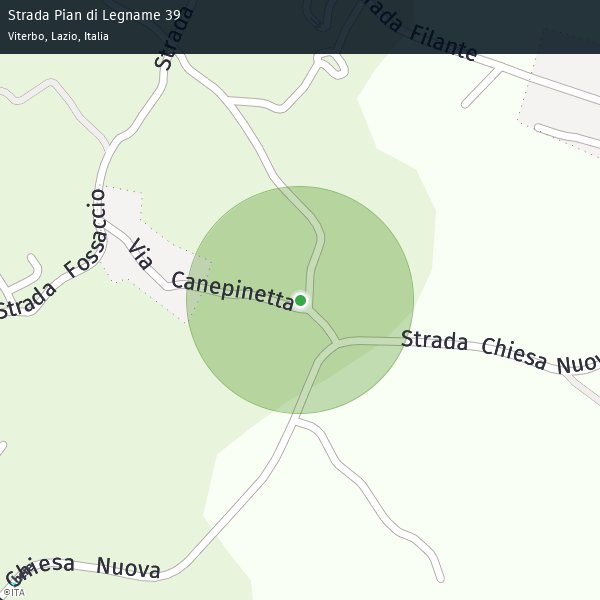 Strada Pian di Legname 39
Viterbo, Lazio, Italia
Strada
Strada Filante
Strada Fossaccio
Via Canepinetta
Strada Chiesa Nuova
Chiesa Nuova
©ITA